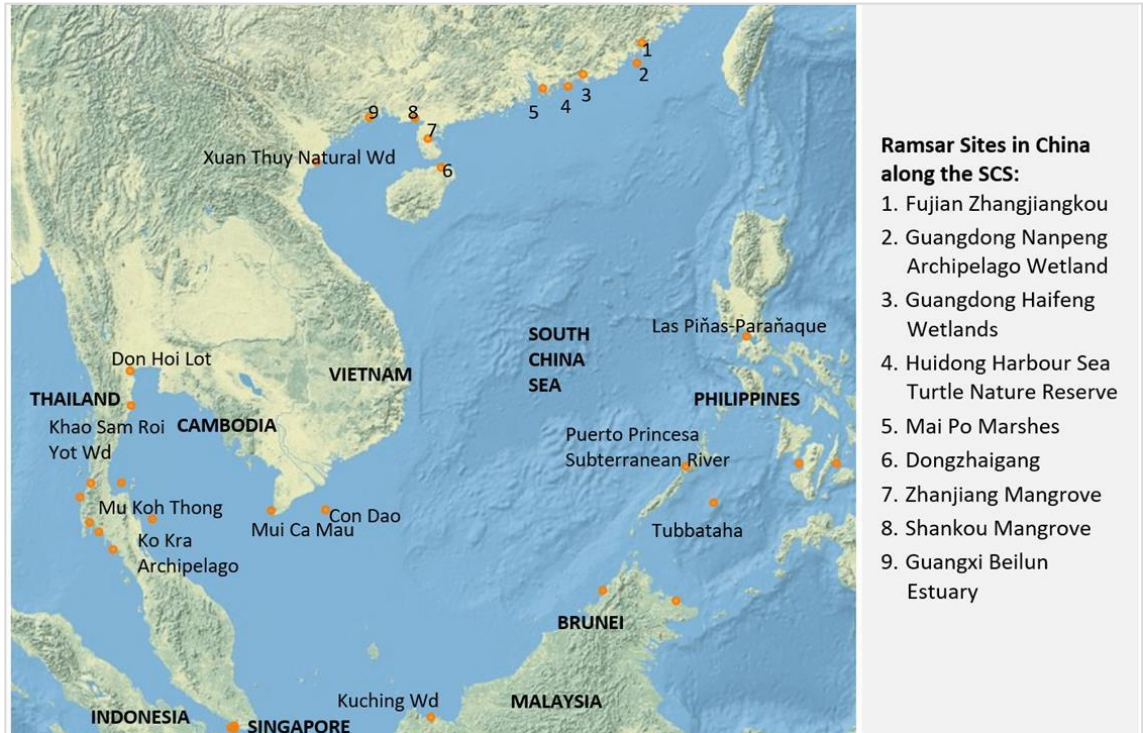 1
2
3
4
5
9
8
7
Xuan Thuy Natural Wd
6
SOUTH
CHINA
SEA
Las Piňas-Paraňaque
Don Hoi Lot
VIETNAM
THAILAND
PHILIPPINES
Khao Sam Roi
Yot Wd
CAMBODIA
Puerto Princesa
Subterranean River
Mu Koh Thong
Mui Ca Mau
Con Dao
Tubbataha
Ko Kra
Archipelago
BRUNEI
Kuching Wd
MALAYSIA
INDONESIA
SINGAPORE
Ramsar Sites in China
along the SCS:
1. Fujian Zhangjiangkou
2. Guangdong Nanpeng
Archipelago Wetland
3. Guangdong Haifeng
Wetlands
4. Huidong Harbour Sea
Turtle Nature Reserve
5. Mai Po Marshes
6. Dongzhaigang
7. Zhanjiang Mangrove
8. Shankou Mangrove
9. Guangxi Beilun
Estuary